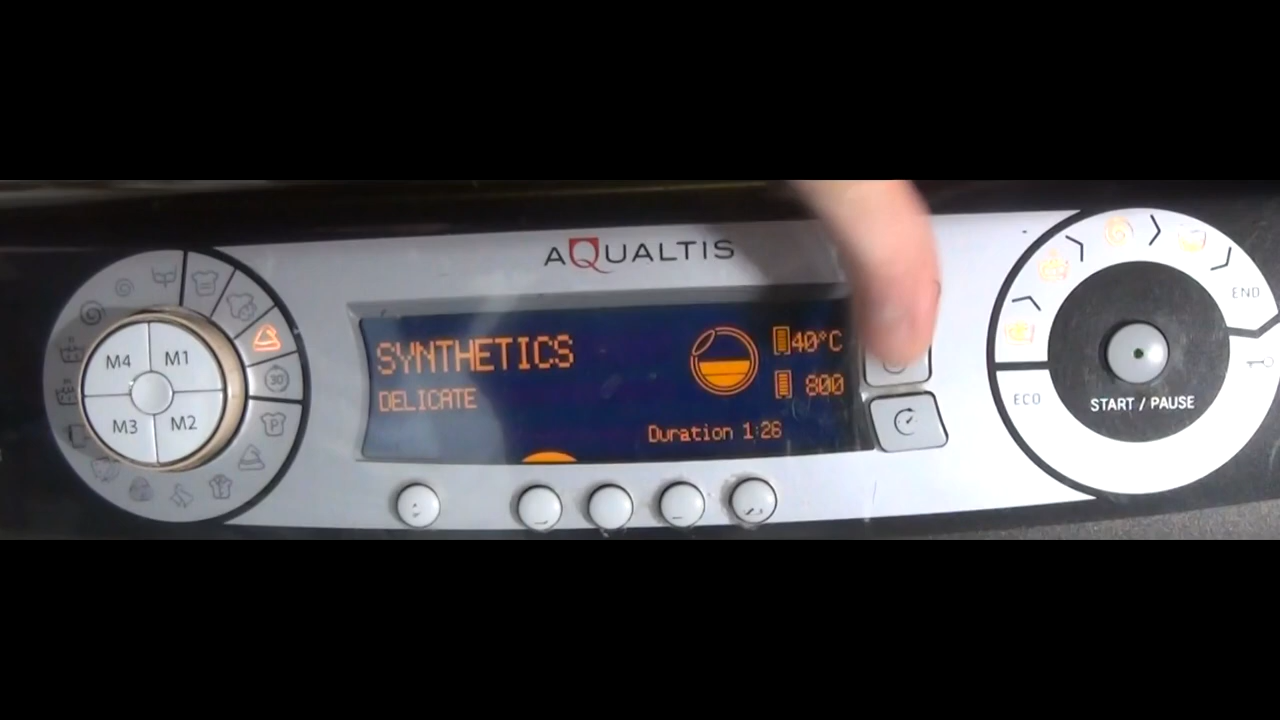 AQUALTIS
M4
M1
M3
M2
30
P
SYNTHETICS
DELICATE
40°C
800
Duration 1:26
END
ECO
START / PAUSE